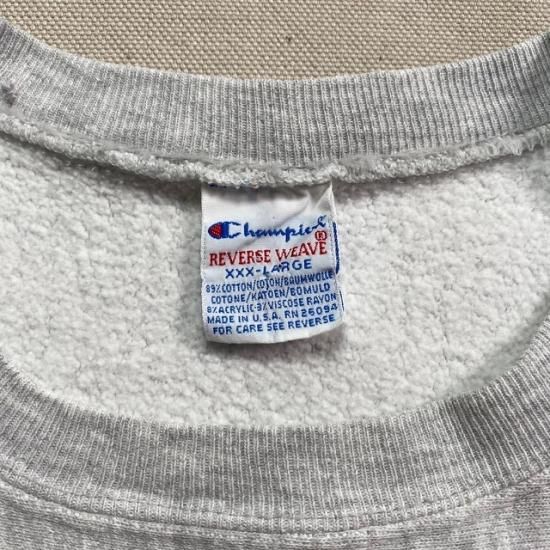 Champion
REVERSE WEAVE®
XXX-LARGE
89% COTTON/COTON/BAUMWOLLE
COTONE/KATOEN/BOMULD
8% ACRYLIC-3% VISCOSE RAYON
MADE IN U.S.A. RN 26094
FOR CARE SEE REVERSE